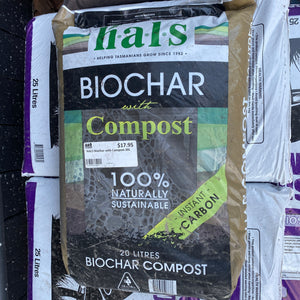 hals
• HELPING TASMANIANS GROW SINCE 1982 •
BIOCHAR
with
Compost
$17.95
100%
NATURALLY
SUSTAINABLE
INSTANT
CARBON
20 LITRES
BIOCHAR COMPOST
25 Litres
25 Litres